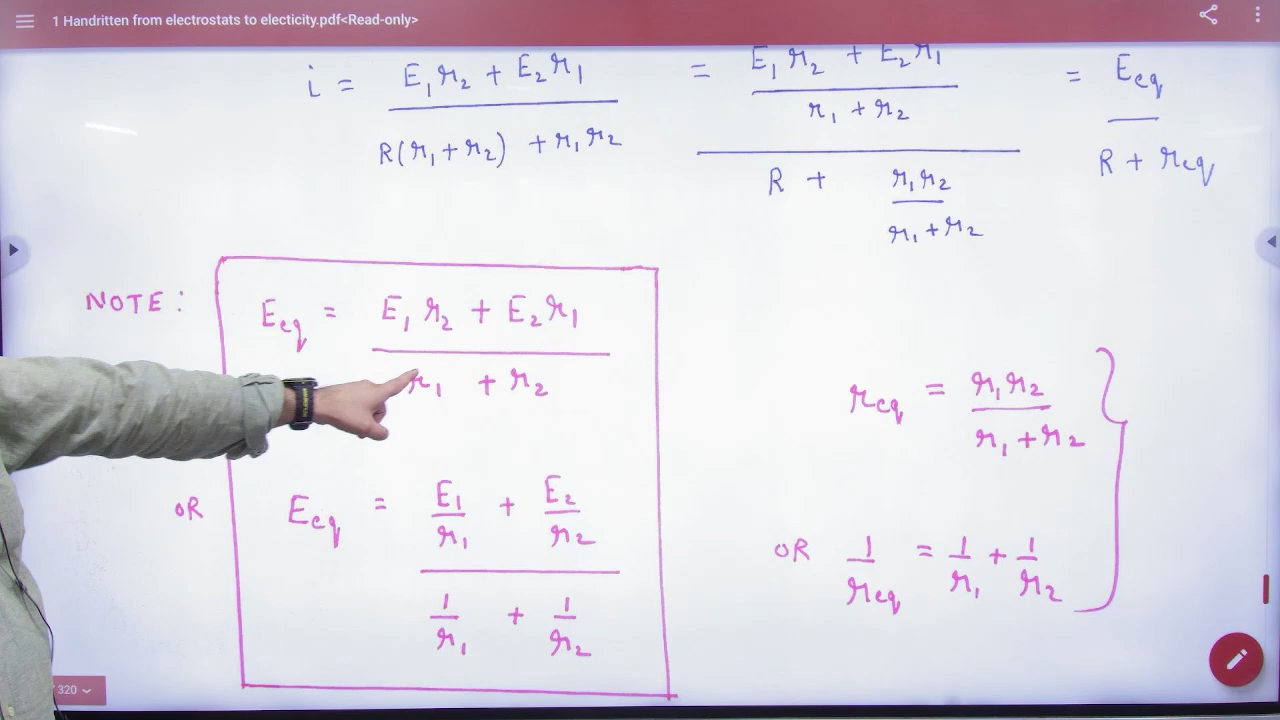 1 Handritten from electrostats to electicity.pdf<Read-only>
i = (E₁r₂ + E₂r₁) / (R(r₁+r₂) + r₁r₂) = ((E₁r₂ + E₂r₁) / (r₁ + r₂)) / (R + r₁r₂ / (r₁+r₂)) = Eeq / (R + req)
NOTE: Eeq = (E₁r₂ + E₂r₁) / (r₁ + r₂)
req = r₁r₂ / (r₁+r₂)
OR Eeq = (E₁/r₁ + E₂/r₂) / (1/r₁ + 1/r₂)
OR 1/req = 1/r₁ + 1/r₂
320